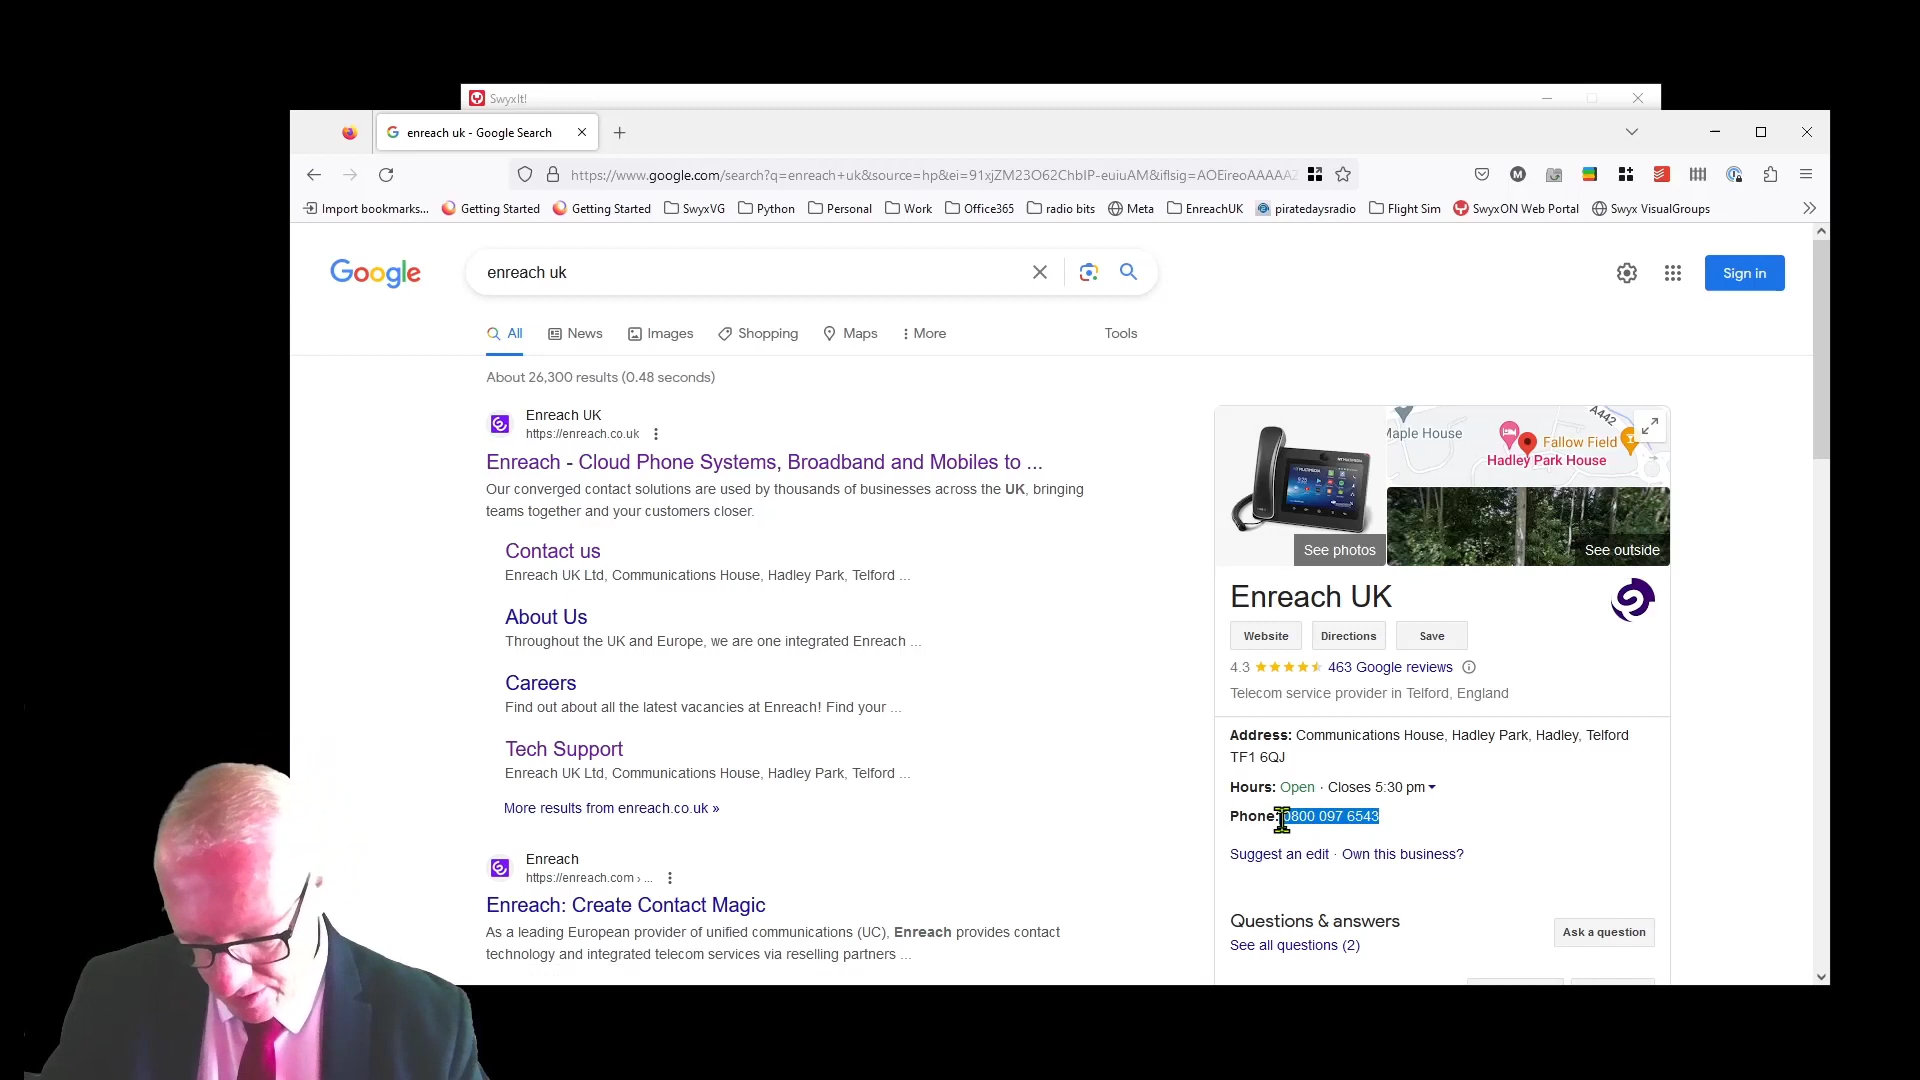 SwyxIt!
enreach uk - Google Search
https://www.google.com/search?q=enreach+uk&source=hp&ei=91xjZM23O62ChbIP-euiuAM&iflsig=AOEireoAAAAAZ
Import bookmarks...
Getting Started
Getting Started
SwyxVG
Python
Personal
Work
Office365
radio bits
Meta
EnreachUK
piratedaysradio
Flight Sim
SwyxON Web Portal
Swyx VisualGroups
Google
enreach uk
Sign in
All
News
Images
Shopping
Maps
More
Tools
About 26,300 results (0.48 seconds)
Enreach UK
https://enreach.co.uk
Enreach - Cloud Phone Systems, Broadband and Mobiles to ...
Our converged contact solutions are used by thousands of businesses across the UK, bringing
teams together and your customers closer.
Contact us
Enreach UK Ltd, Communications House, Hadley Park, Telford ...
About Us
Throughout the UK and Europe, we are one integrated Enreach ...
Careers
Find out about all the latest vacancies at Enreach! Find your ...
Tech Support
Enreach UK Ltd, Communications House, Hadley Park, Telford ...
More results from enreach.co.uk »
Enreach
https://enreach.com › ...
Enreach: Create Contact Magic
As a leading European provider of unified communications (UC), Enreach provides contact
technology and integrated telecom services via reselling partners ...
Maple House
A442
Fallow Field
Hadley Park House
See photos
See outside
Enreach UK
Website
Directions
Save
4.3
463 Google reviews
Telecom service provider in Telford, England
Address: Communications House, Hadley Park, Hadley, Telford
TF1 6QJ
Hours: Open · Closes 5:30 pm
Phone: 0800 097 6543
Suggest an edit · Own this business?
Questions & answers
See all questions (2)
Ask a question